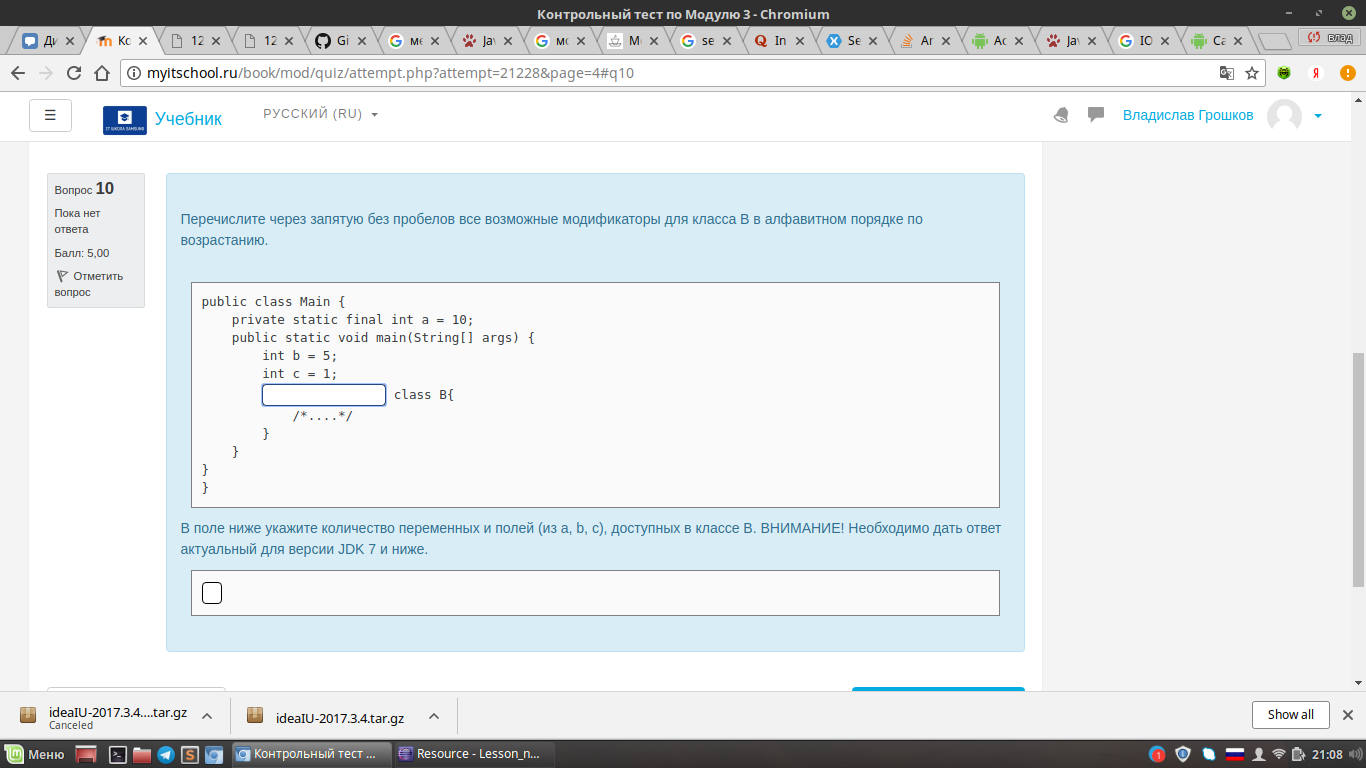 Контрольный тест по Модулю 3 - Chromium
Ди
Ко
12
12
Gi
ме
Jav
мо
Мо
se
In
Se
Ar
Ac
Jav
IO
Ca
влад
myitschool.ru/book/mod/quiz/attempt.php?attempt=21228&page=4#q10
Учебник
РУССКИЙ (RU)
Владислав Грошков
Вопрос 10
Пока нет
ответа
Балл: 5,00
Отметить
вопрос
Перечислите через запятую без пробелов все возможные модификаторы для класса B в алфавитном порядке по
возрастанию.
public class Main {
    private static final int a = 10;
    public static void main(String[] args) {
        int b = 5;
        int c = 1;
        class B{
            /*....*/
        }
    }
}
}
В поле ниже укажите количество переменных и полей (из a, b, c), доступных в классе B. ВНИМАНИЕ! Необходимо дать ответ
актуальный для версии JDK 7 и ниже.
ideaIU-2017.3.4....tar.gz
Canceled
ideaIU-2017.3.4.tar.gz
Show all
Меню
Контрольный тест ...
Resource - Lesson_n...
1
21:08